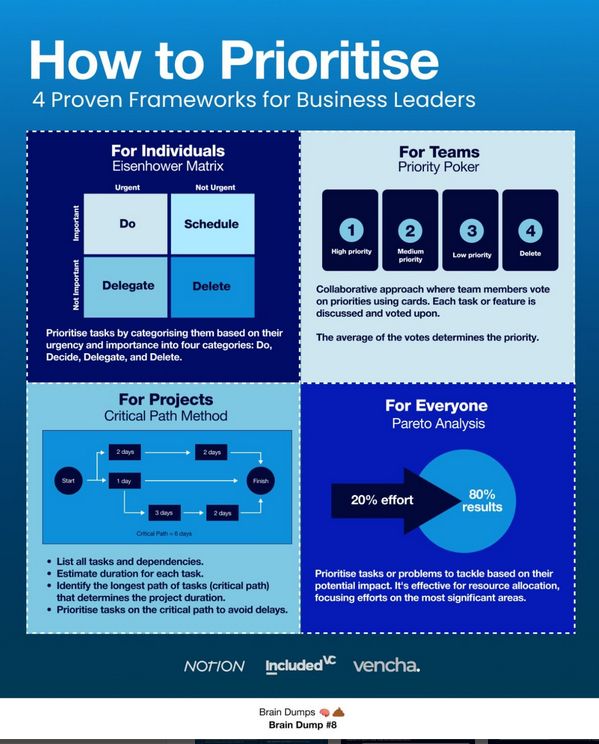 How to Prioritise
4 Proven Frameworks for Business Leaders
For Individuals
Eisenhower Matrix
Urgent
Not Urgent
Important
Do
Schedule
Not Important
Delegate
Delete
Prioritise tasks by categorising them based on their
urgency and importance into four categories: Do,
Decide, Delegate, and Delete.
For Teams
Priority Poker
1
High priority
2
Medium
priority
3
Low priority
4
Delete
Collaborative approach where team members vote
on priorities using cards. Each task or feature is
discussed and voted upon.
The average of the votes determines the priority.
For Projects
Critical Path Method
2 days
2 days
Start
1 day
Finish
3 days
2 days
Critical Path = 6 days
• List all tasks and dependencies.
• Estimate duration for each task.
• Identify the longest path of tasks (critical path)
that determines the project duration.
• Prioritise tasks on the critical path to avoid delays.
For Everyone
Pareto Analysis
20% effort
80%
results
Prioritise tasks or problems to tackle based on their
potential impact. It's effective for resource allocation,
focusing efforts on the most significant areas.
NOTION
Included VC
vencha.
Brain Dumps 🧠💩
Brain Dump #8